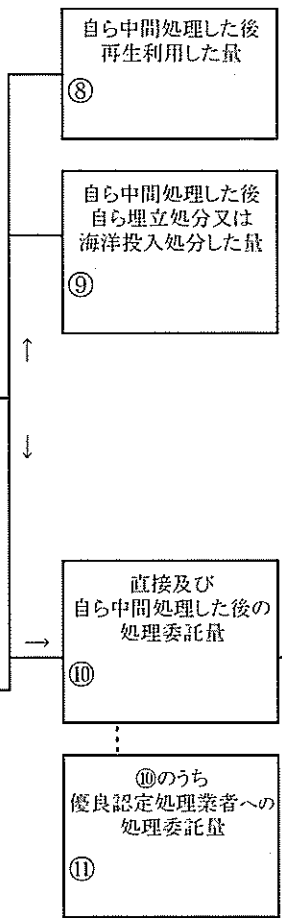 自ら中間処理した後
再生利用した量
⑧
自ら中間処理した後
自ら埋立処分又は
海洋投入処分した量
⑨
↑
↓
直接及び
自ら中間処理した後の
処理委託量
→
⑩
⑩のうち
優良認定処理業者への
処理委託量
⑪